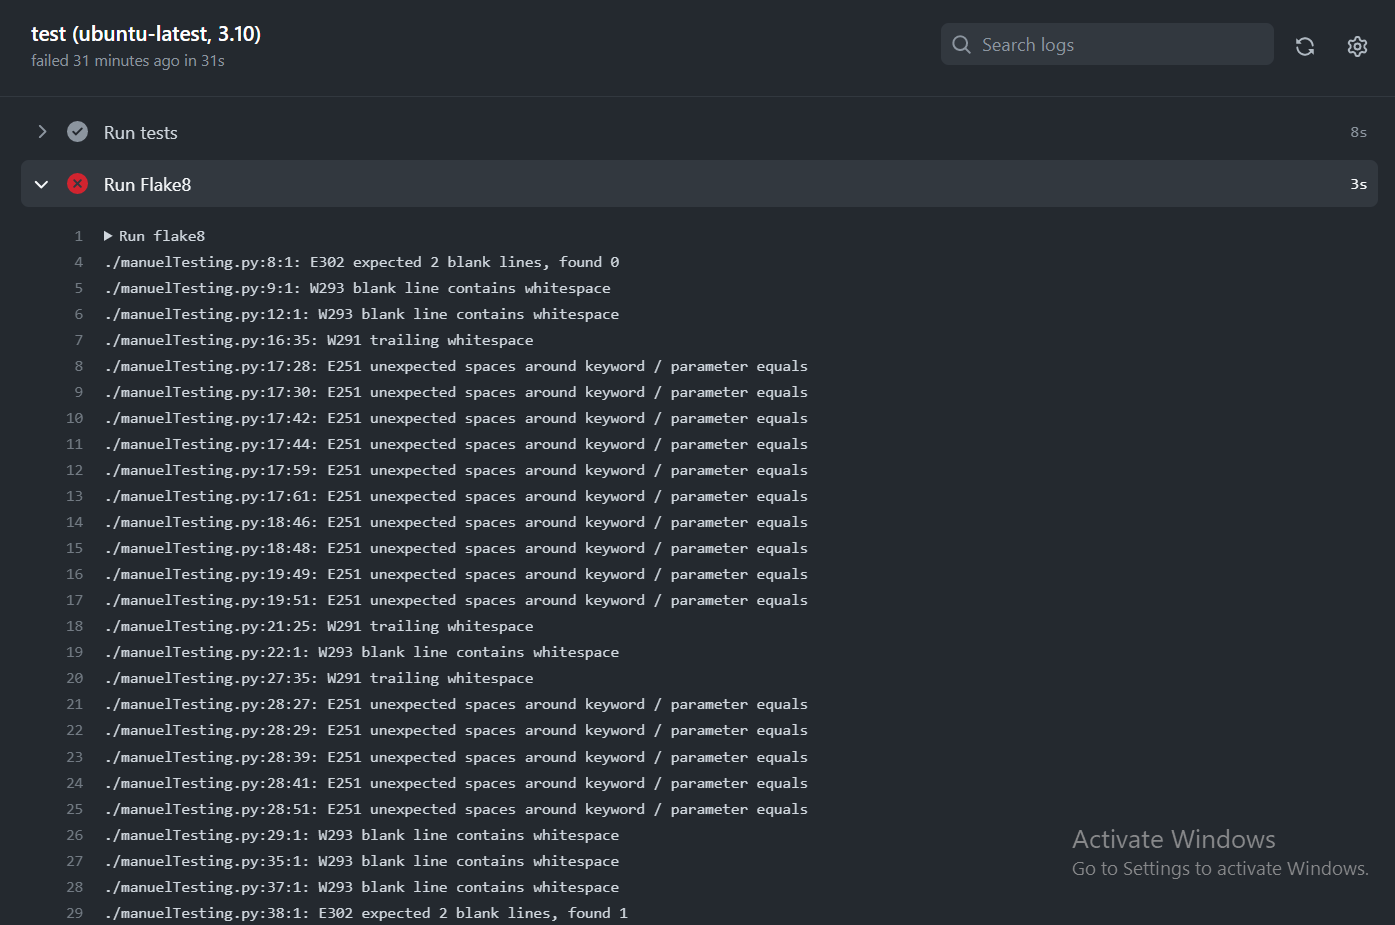 test (ubuntu-latest, 3.10)
failed 31 minutes ago in 31s
Search logs
Run tests 8s
Run Flake8 3s
1 Run flake8
4 ./manuelTesting.py:8:1: E302 expected 2 blank lines, found 0
5 ./manuelTesting.py:9:1: W293 blank line contains whitespace
6 ./manuelTesting.py:12:1: W293 blank line contains whitespace
7 ./manuelTesting.py:16:35: W291 trailing whitespace
8 ./manuelTesting.py:17:28: E251 unexpected spaces around keyword / parameter equals
9 ./manuelTesting.py:17:30: E251 unexpected spaces around keyword / parameter equals
10 ./manuelTesting.py:17:42: E251 unexpected spaces around keyword / parameter equals
11 ./manuelTesting.py:17:44: E251 unexpected spaces around keyword / parameter equals
12 ./manuelTesting.py:17:59: E251 unexpected spaces around keyword / parameter equals
13 ./manuelTesting.py:17:61: E251 unexpected spaces around keyword / parameter equals
14 ./manuelTesting.py:18:46: E251 unexpected spaces around keyword / parameter equals
15 ./manuelTesting.py:18:48: E251 unexpected spaces around keyword / parameter equals
16 ./manuelTesting.py:19:49: E251 unexpected spaces around keyword / parameter equals
17 ./manuelTesting.py:19:51: E251 unexpected spaces around keyword / parameter equals
18 ./manuelTesting.py:21:25: W291 trailing whitespace
19 ./manuelTesting.py:22:1: W293 blank line contains whitespace
20 ./manuelTesting.py:27:35: W291 trailing whitespace
21 ./manuelTesting.py:28:27: E251 unexpected spaces around keyword / parameter equals
22 ./manuelTesting.py:28:29: E251 unexpected spaces around keyword / parameter equals
23 ./manuelTesting.py:28:39: E251 unexpected spaces around keyword / parameter equals
24 ./manuelTesting.py:28:41: E251 unexpected spaces around keyword / parameter equals
25 ./manuelTesting.py:28:51: E251 unexpected spaces around keyword / parameter equals
26 ./manuelTesting.py:29:1: W293 blank line contains whitespace
27 ./manuelTesting.py:35:1: W293 blank line contains whitespace
28 ./manuelTesting.py:37:1: W293 blank line contains whitespace
29 ./manuelTesting.py:38:1: E302 expected 2 blank lines, found 1
Activate Windows
Go to Settings to activate Windows.